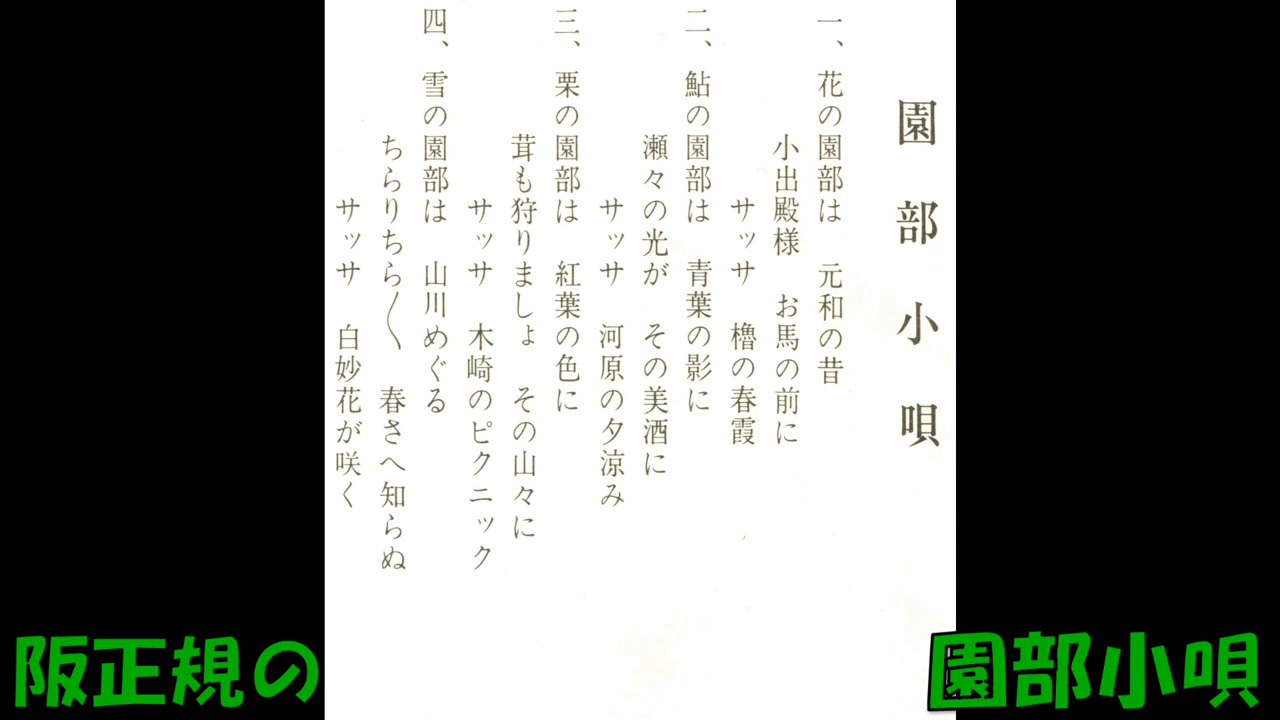 園部小唄
一、花の園部は　元和の昔
小出殿様　お馬の前に
サッサ　櫓の春霞
二、鮎の園部は　青葉の影に
瀬々の光が　その美酒に
サッサ　河原の夕涼み
三、栗の園部は　紅葉の色に
茸も狩りましょ　その山々に
サッサ　木崎のピクニック
四、雪の園部は　山川めぐる
ちらりちら〱　春さへ知らぬ
サッサ　白妙花が咲く
阪正規の
園部小唄